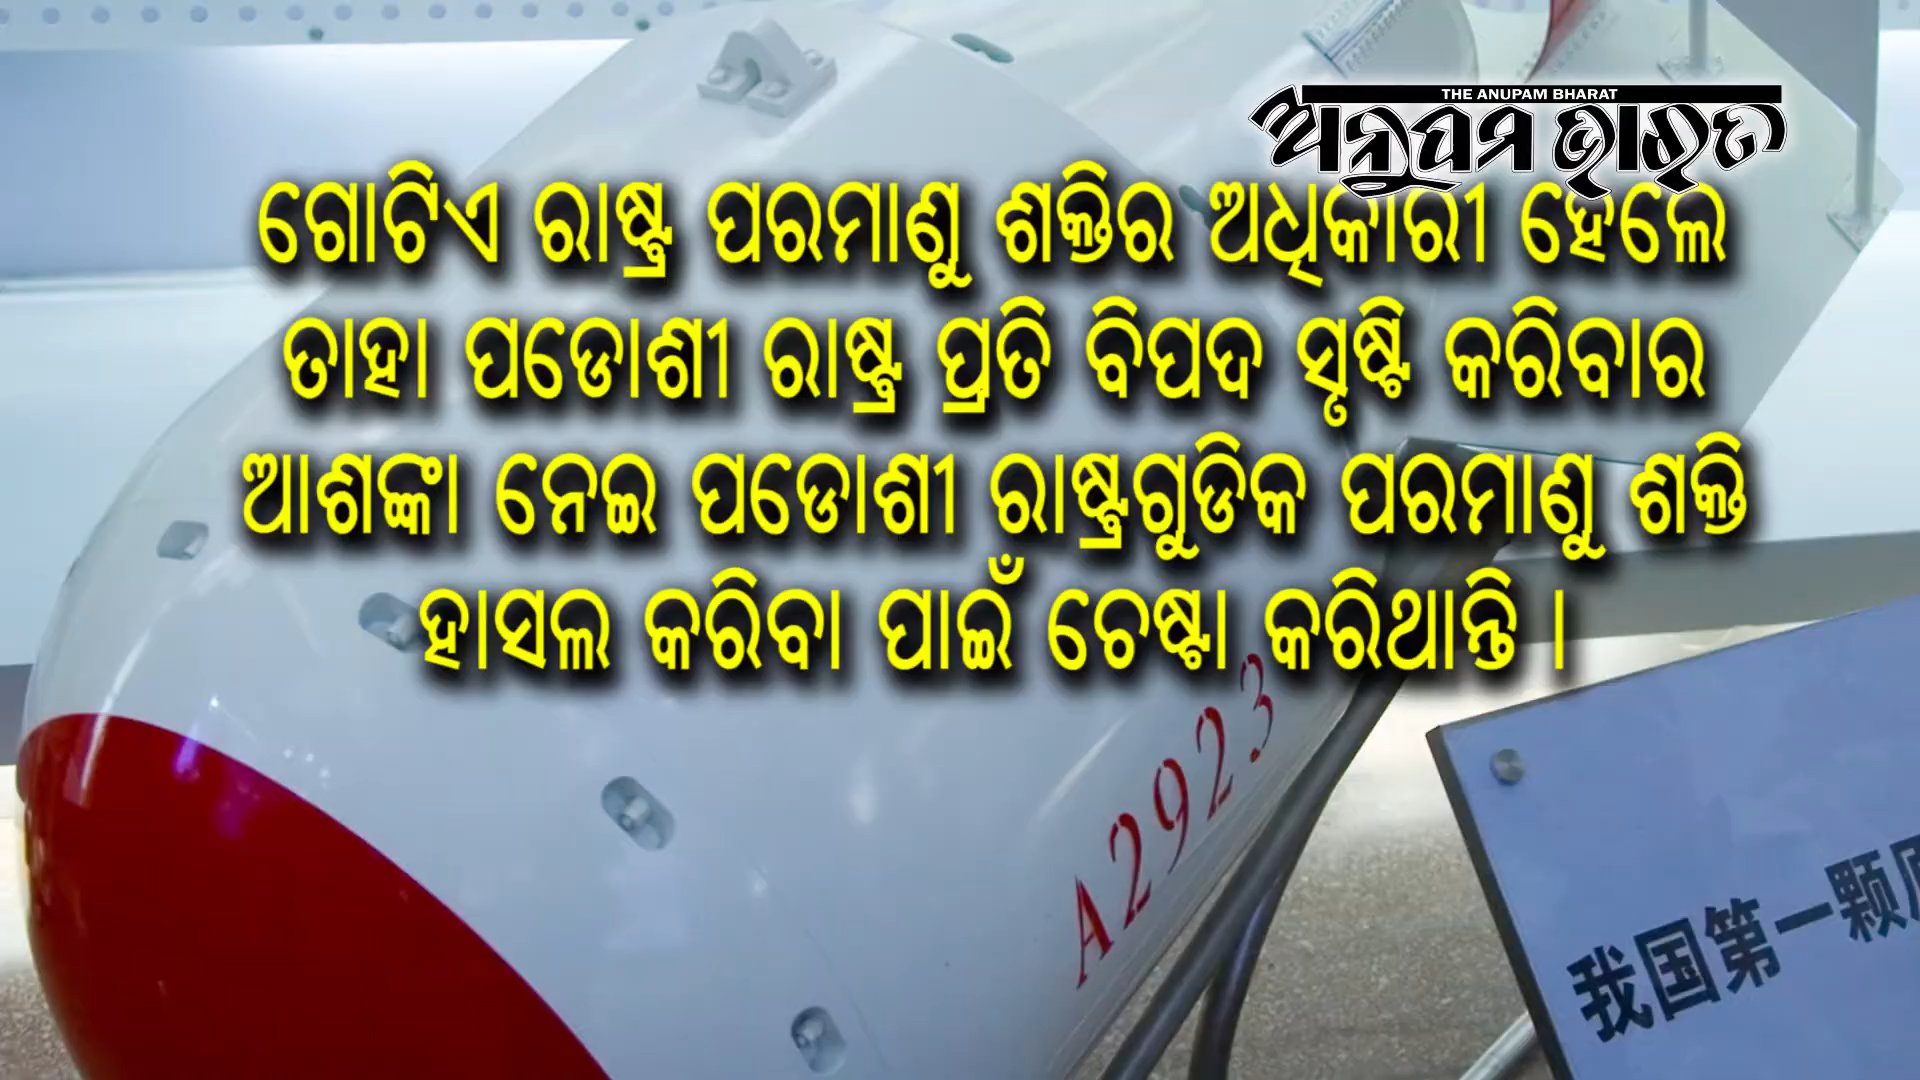 THE ANUPAM BHARAT
ଅନୁପମ ଭାରତ
ଗୋଟିଏ ରାଷ୍ଟ୍ର ପରମାଣୁ ଶକ୍ତିର ଅଧିକାରୀ ହେଲେ
ତାହା ପଡୋଶୀ ରାଷ୍ଟ୍ର ପ୍ରତି ବିପଦ ସୃଷ୍ଟି କରିବାର
ଆଶଙ୍କା ନେଇ ପଡୋଶୀ ରାଷ୍ଟ୍ରଗୁଡିକ ପରମାଣୁ ଶକ୍ତି
ହାସଲ କରିବା ପାଇଁ ଚେଷ୍ଟା କରିଥାନ୍ତି ।
A2923
我国第一颗